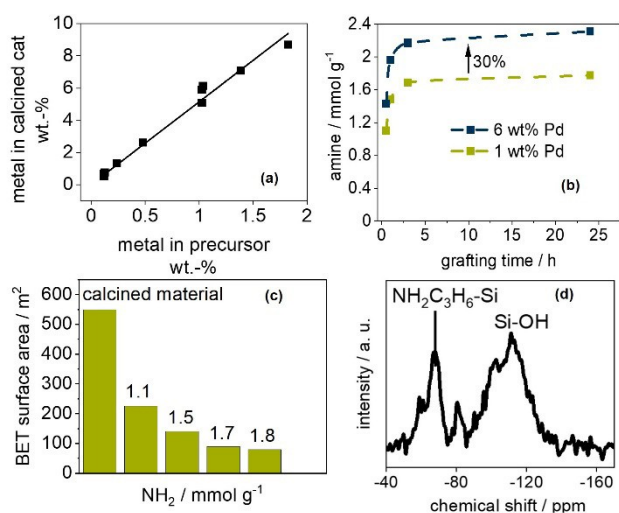 metal in calcined cat
wt.-%
10
8
6
4
2
0
(a)
0
0.5
1
1.5
2
metal in precursor
wt.-%
amine / mmol g⁻¹
2.4
2
1.6
1.2
0.8
0.4
0
30%
6 wt% Pd
1 wt% Pd
(b)
0
5
10
15
20
25
grafting time / h
BET surface area / m²
600
500
400
300
200
100
0
calcined material
(c)
1.1
1.5
1.7
1.8
NH₂ / mmol g⁻¹
intensity / a. u.
(d)
NH₂C₃H₆-Si
Si-OH
-40
-80
-120
-160
chemical shift / ppm